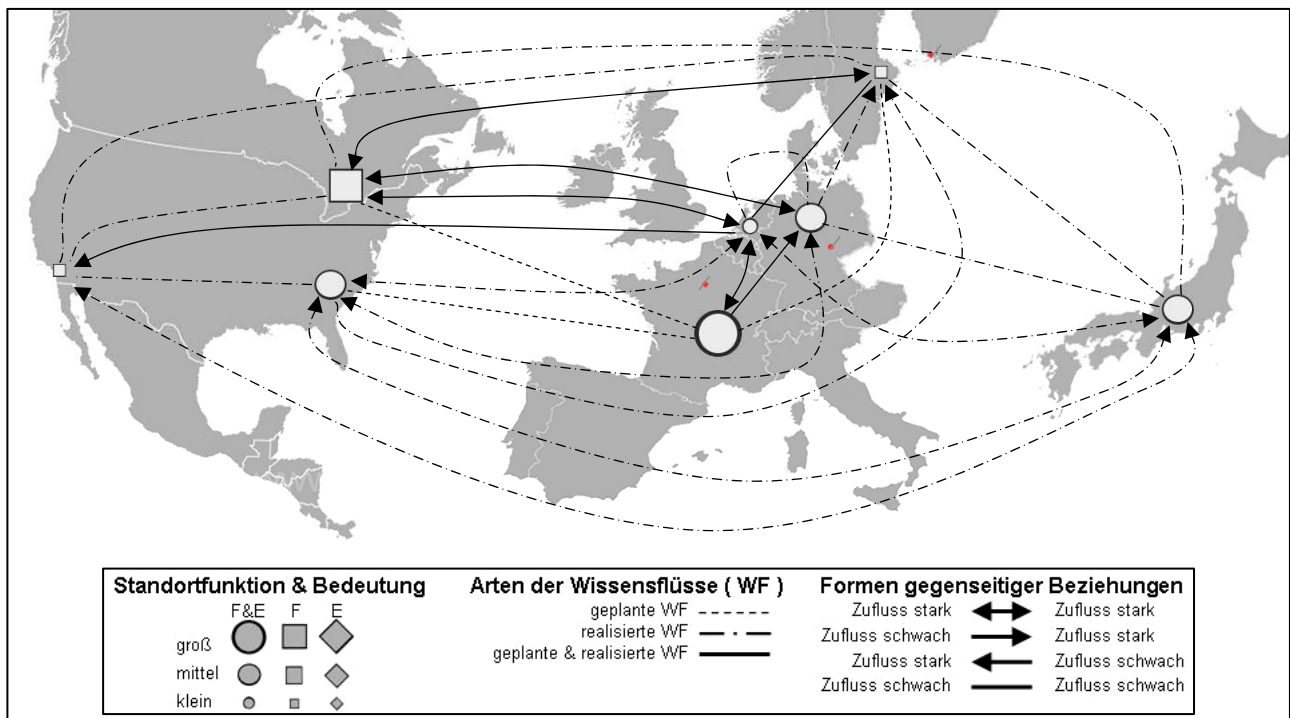 Standortfunktion & Bedeutung
F&E F E
groß
mittel
klein
Arten der Wissensflüsse ( WF )
geplante WF
realisierte WF
geplante & realisierte WF
Formen gegenseitiger Beziehungen
Zufluss stark Zufluss stark
Zufluss schwach Zufluss stark
Zufluss stark Zufluss schwach
Zufluss schwach Zufluss schwach